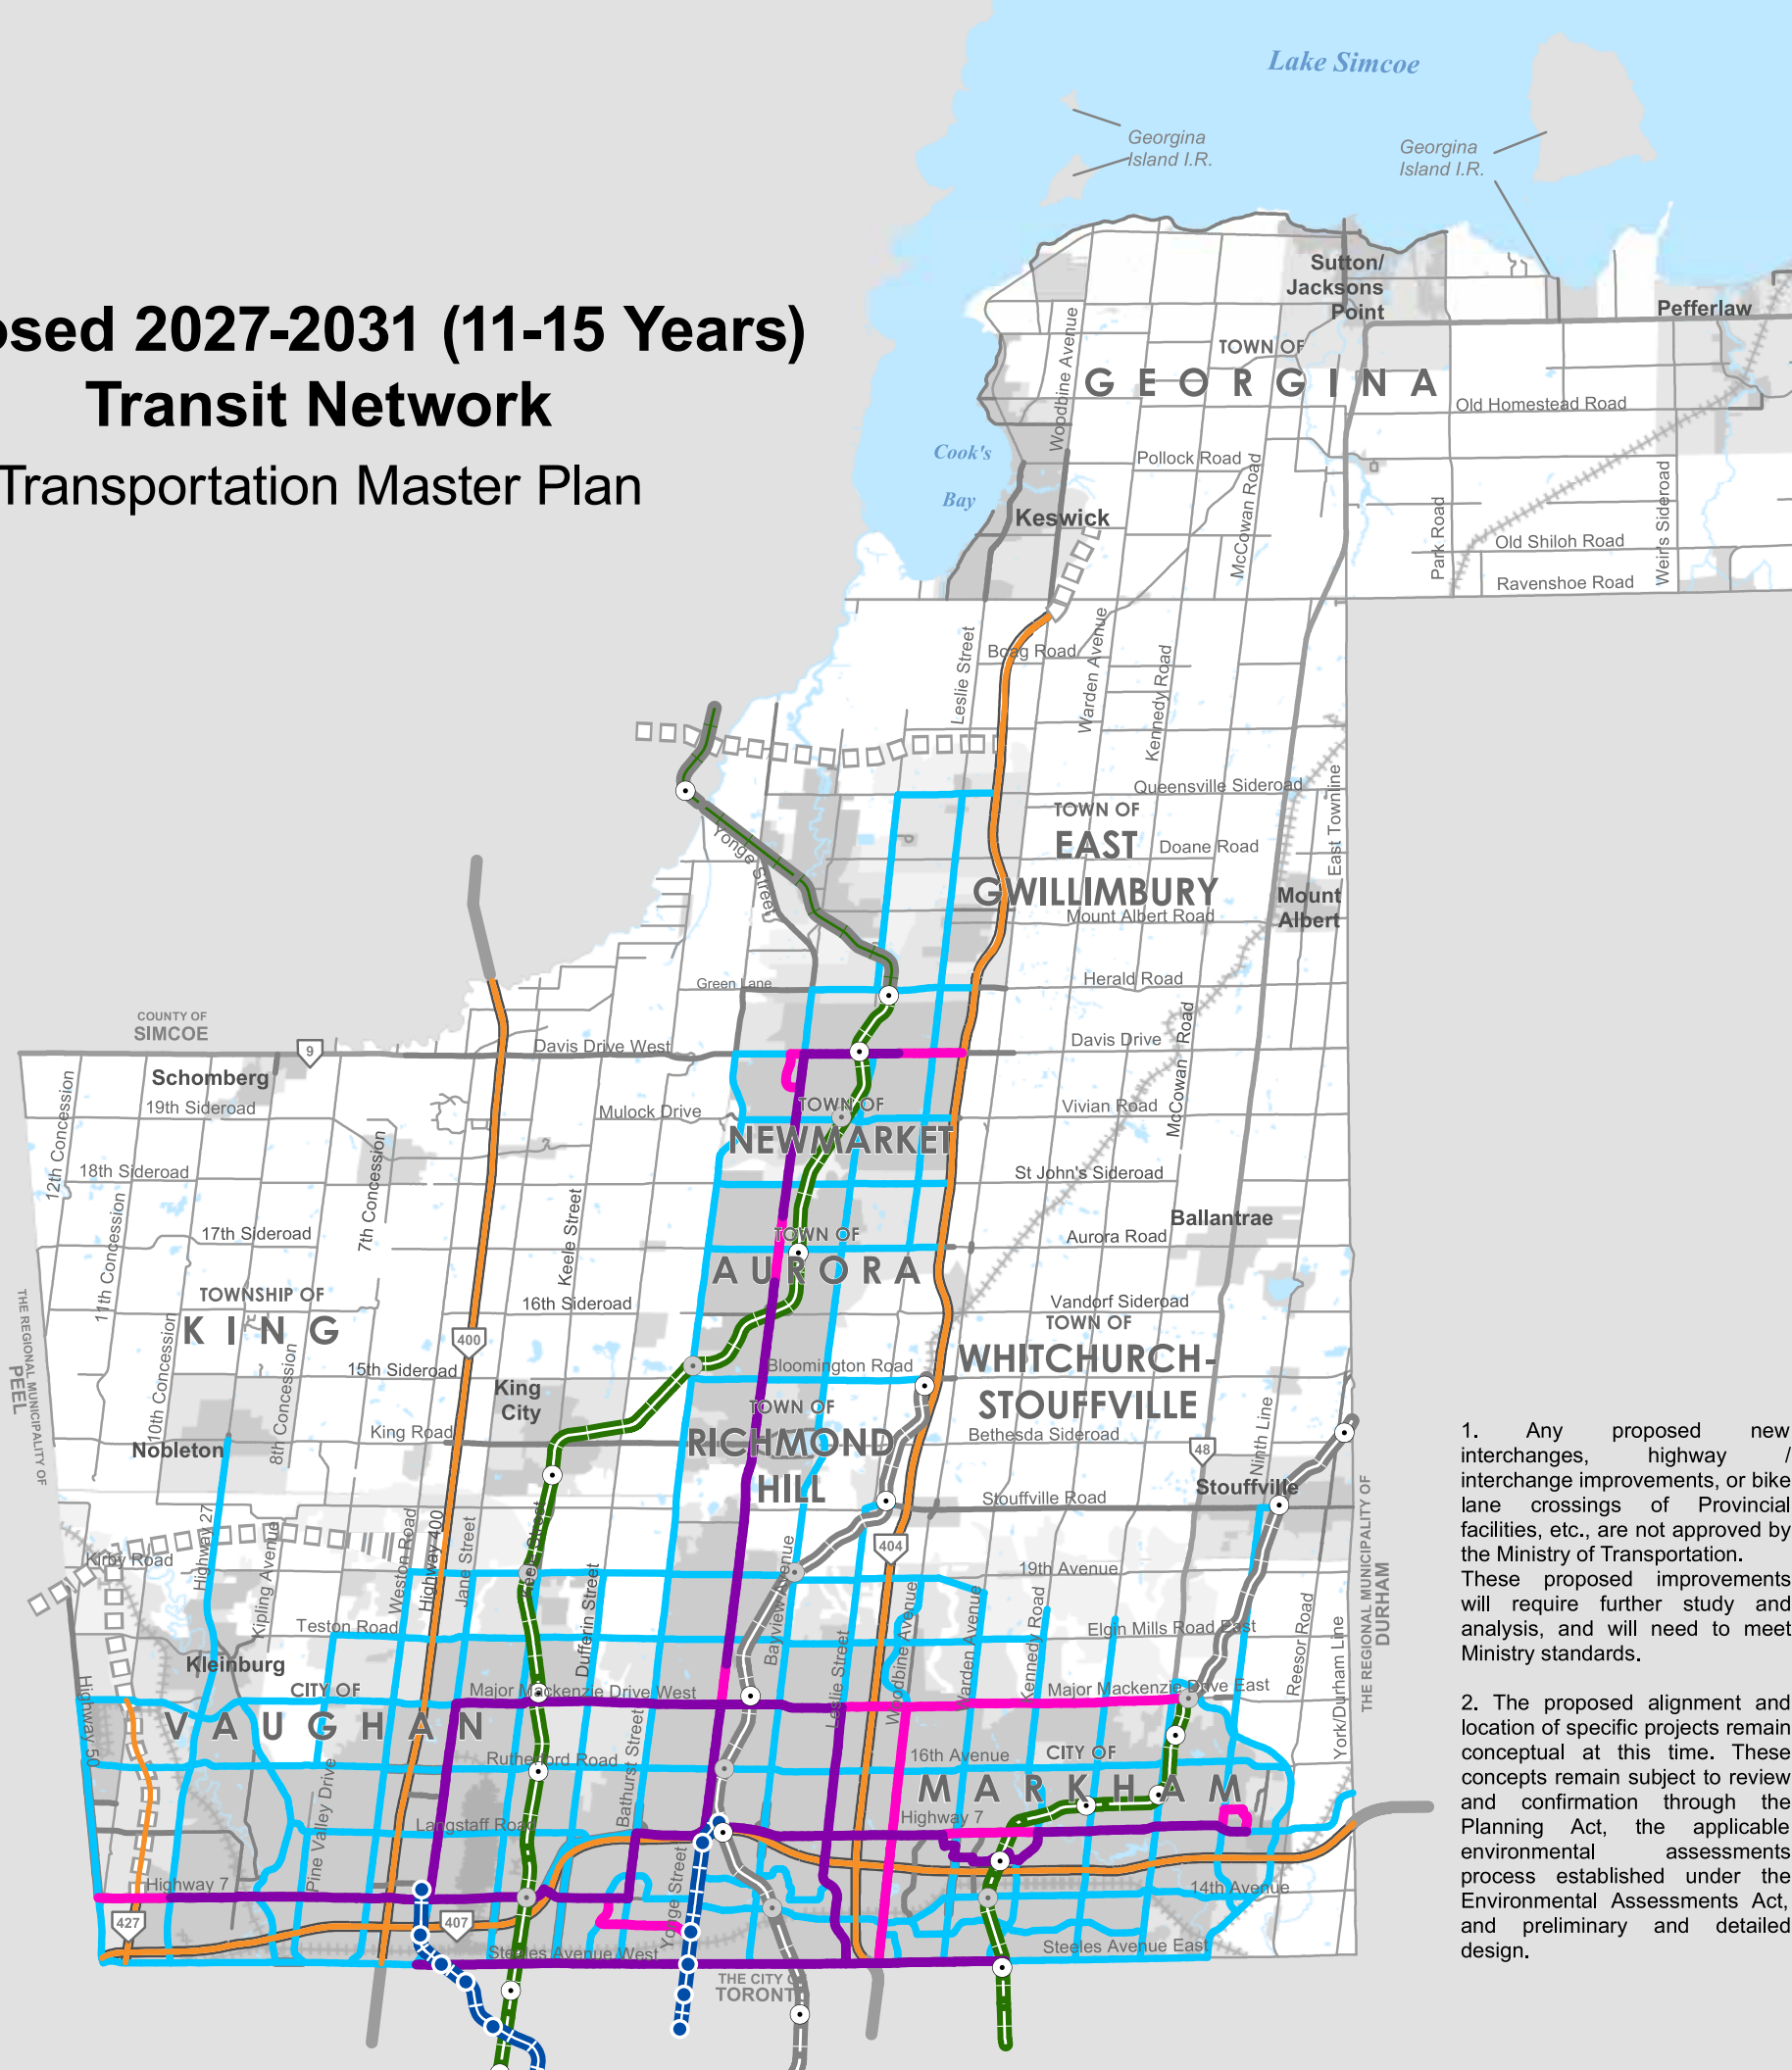 Lake Simcoe
Georgina
Island I.R.
Georgina
Island I.R.
osed 2027-2031 (11-15 Years)
Transit Network
Transportation Master Plan
Sutton/
Jacksons
Point
Pefferlaw
TOWN OF
GEORGINA
Woodbine Avenue
Old Homestead Road
Cook's
Bay
Pollock Road
McCowan Road
Keswick
Park Road
Weir's Sideroad
Old Shiloh Road
Ravenshoe Road
Leslie Street
Boag Road
Warden Avenue
Kennedy Road
Queensville Sideroad
East Townline
TOWN OF
EAST
GWILLIMBURY
Doane Road
Yonge Street
Mount
Albert
Mount Albert Road
Green Lane
Herald Road
COUNTY OF
SIMCOE
9
Davis Drive West
Davis Drive
McCowan Road
Schomberg
12th Concession
19th Sideroad
Mulock Drive
TOWN OF
NEWMARKET
Vivian Road
18th Sideroad
7th Concession
St John's Sideroad
11th Concession
17th Sideroad
Keele Street
TOWN OF
AURORA
Ballantrae
Aurora Road
THE REGIONAL MUNICIPALITY OF
PEEL
TOWNSHIP OF
KING
16th Sideroad
Vandorf Sideroad
10th Concession
8th Concession
400
15th Sideroad
Bloomington Road
TOWN OF
WHITCHURCH-
STOUFFVILLE
King
City
TOWN OF
RICHMOND
HILL
King Road
Nobleton
Bethesda Sideroad
48
Ninth Line
Stouffville
Stouffville Road
THE REGIONAL MUNICIPALITY OF
DURHAM
Highway 27
Kirby Road
Kipling Avenue
Weston Road
Highway 400
Jane Street
Keele Street
Dufferin Street
Bayview Avenue
404
19th Avenue
Woodbine Avenue
Warden Avenue
Kennedy Road
Teston Road
Leslie Street
Elgin Mills Road East
Reesor Road
York/Durham Line
Kleinburg
Highway 50
CITY OF
VAUGHAN
Major Mackenzie Drive West
Major Mackenzie Drive East
Rutherford Road
Bathurst Street
16th Avenue
CITY OF
MARKHAM
Pine Valley Drive
Langstaff Road
Highway 7
Yonge Street
Highway 7
14th Avenue
427
407
Steeles Avenue West
Steeles Avenue East
THE CITY OF
TORONTO
1. Any proposed new
interchanges, highway /
interchange improvements, or bike
lane crossings of Provincial
facilities, etc., are not approved by
the Ministry of Transportation.
These proposed improvements
will require further study and
analysis, and will need to meet
Ministry standards.
2. The proposed alignment and
location of specific projects remain
conceptual at this time. These
concepts remain subject to review
and confirmation through the
Planning Act, the applicable
environmental assessments
process established under the
Environmental Assessments Act,
and preliminary and detailed
design.